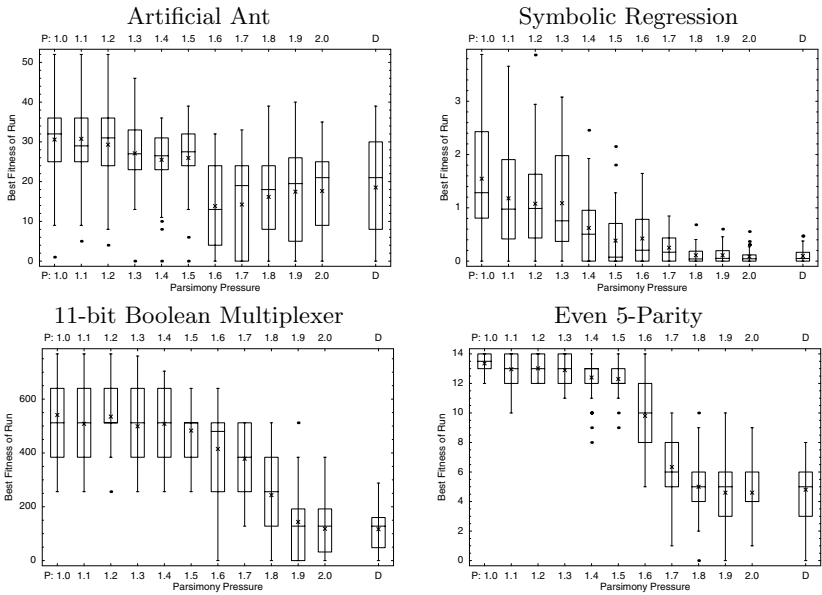 Artificial Ant
P: 1.0 1.1 1.2 1.3 1.4 1.5 1.6 1.7 1.8 1.9 2.0 D
50
40
30
20
10
0
Best Fitness of Run
P: 1.0 1.1 1.2 1.3 1.4 1.5 1.6 1.7 1.8 1.9 2.0 D
Parsimony Pressure
Symbolic Regression
P: 1.0 1.1 1.2 1.3 1.4 1.5 1.6 1.7 1.8 1.9 2.0 D
3
2
1
0
Best Fitness of Run
P: 1.0 1.1 1.2 1.3 1.4 1.5 1.6 1.7 1.8 1.9 2.0 D
Parsimony Pressure
11-bit Boolean Multiplexer
P: 1.0 1.1 1.2 1.3 1.4 1.5 1.6 1.7 1.8 1.9 2.0 D
600
400
200
0
Best Fitness of Run
P: 1.0 1.1 1.2 1.3 1.4 1.5 1.6 1.7 1.8 1.9 2.0 D
Parsimony Pressure
Even 5-Parity
P: 1.0 1.1 1.2 1.3 1.4 1.5 1.6 1.7 1.8 1.9 2.0 D
14
12
10
8
6
4
2
0
Best Fitness of Run
P: 1.0 1.1 1.2 1.3 1.4 1.5 1.6 1.7 1.8 1.9 2.0 D
Parsimony Pressure